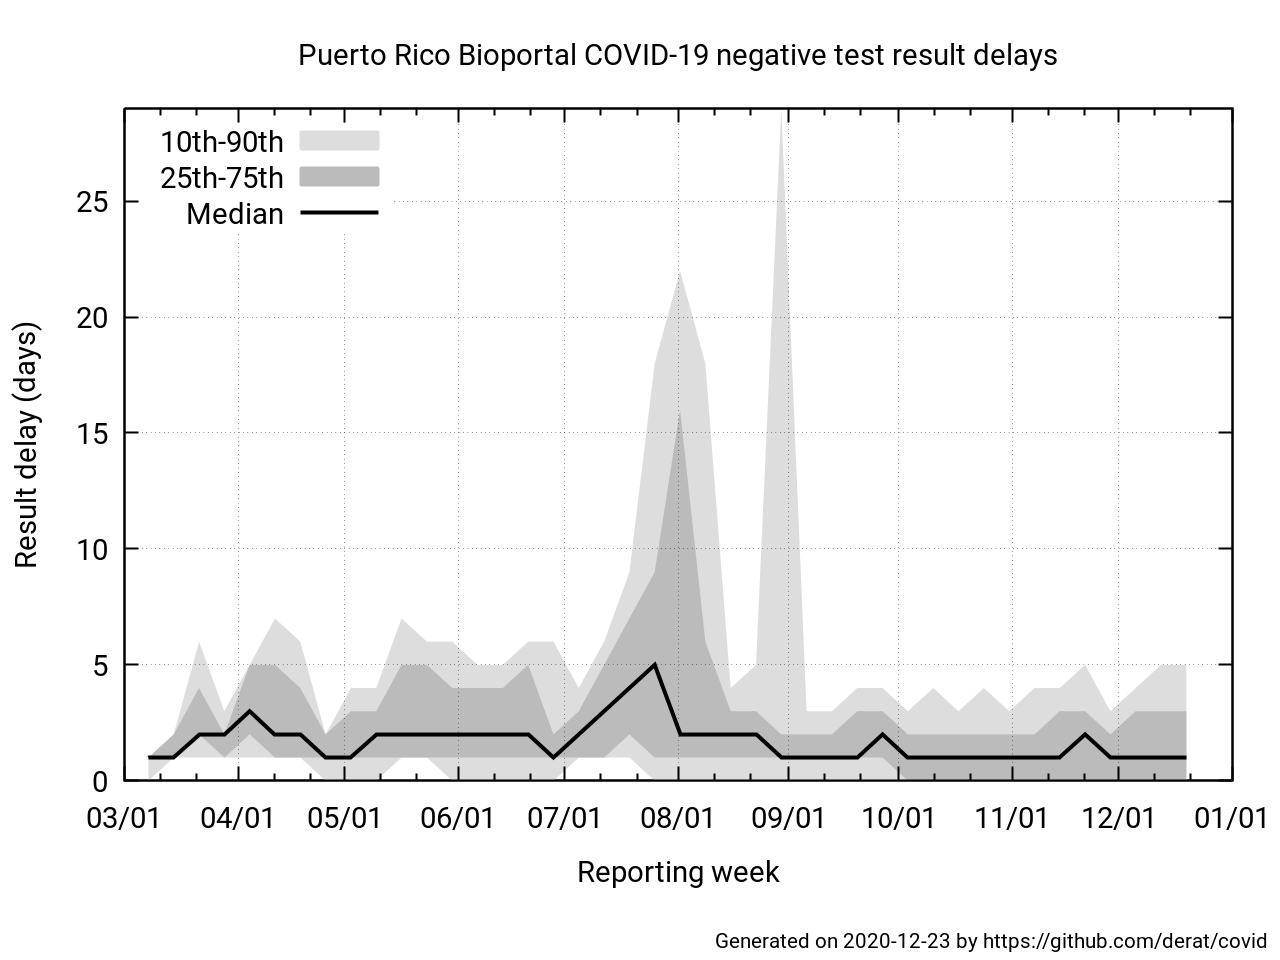 Puerto Rico Bioportal COVID-19 negative test result delays
10th-90th
25th-75th
Median
25
20
15
10
5
0
Result delay (days)
03/01 04/01 05/01 06/01 07/01 08/01 09/01 10/01 11/01 12/01 01/01
Reporting week
Generated on 2020-12-23 by https://github.com/derat/covid